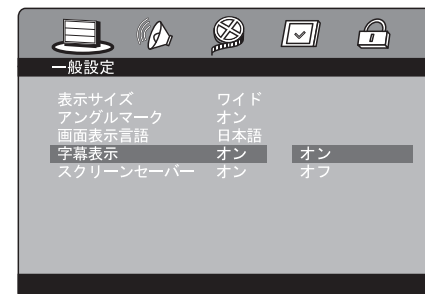 一般設定
表示サイズ ワイド
アングルマーク オン
画面表示言語 日本語
字幕表示 オン オン
スクリーンセーバー オン オフ